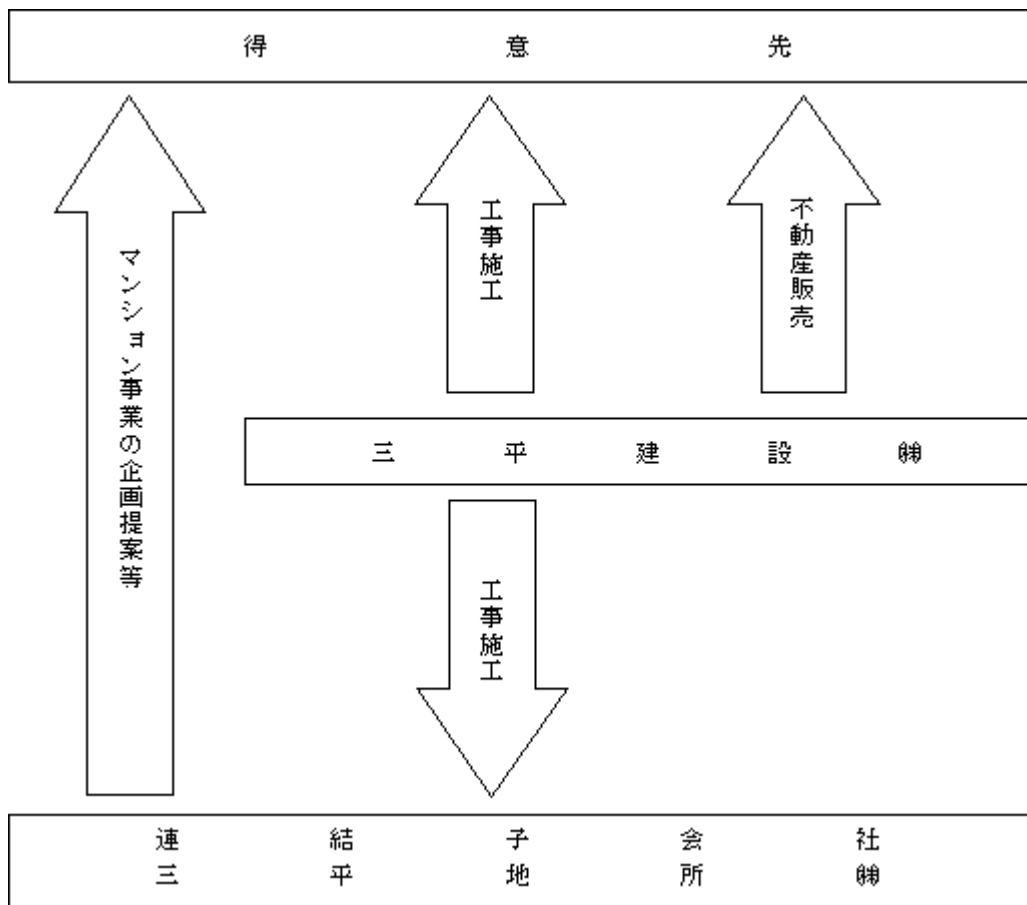 得意先
マンション事業の企画提案等
工事施工
不動産販売
三平建設㈱
工事施工
連結子会社
三平地所㈱